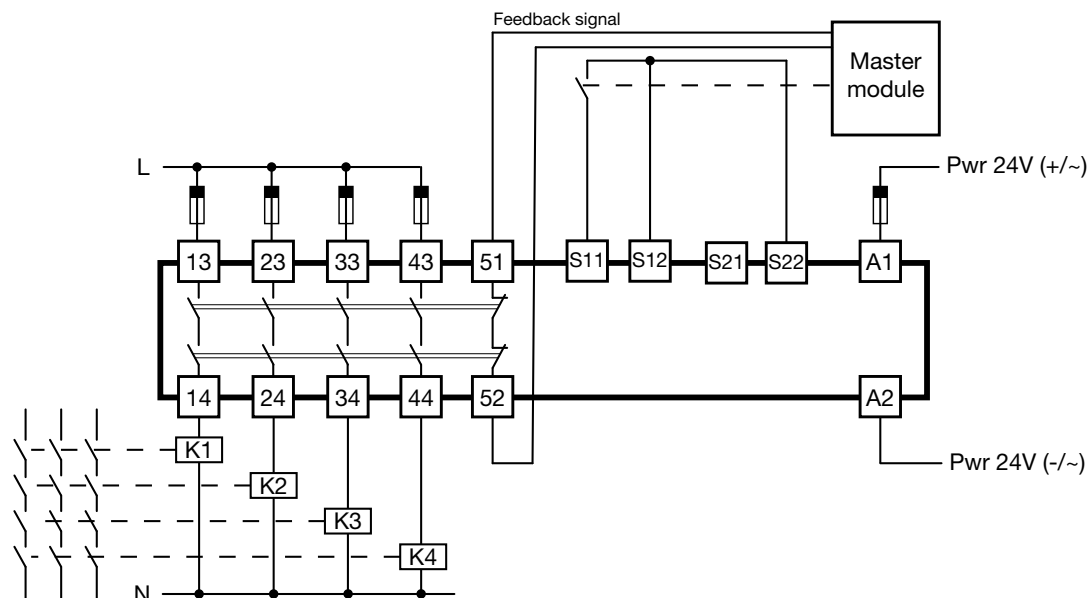 Feedback signal
Master
module
L
Pwr 24V (+/~)
13 23 33 43 51 S11 S12 S21 S22 A1
14 24 34 44 52 A2
K1
Pwr 24V (-/~)
K2
K3
K4
N